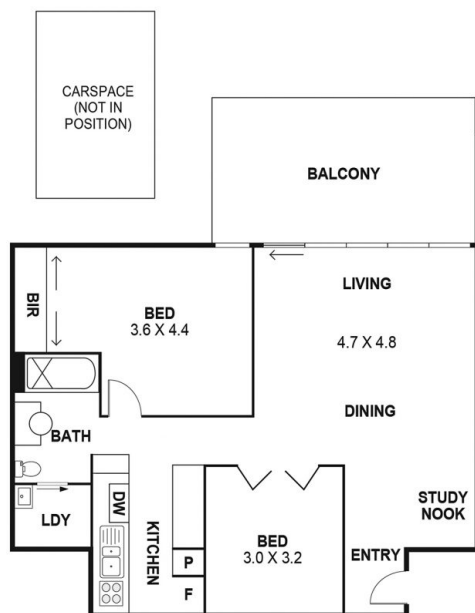 CARSPACE
(NOT IN
POSITION)
BALCONY
BIR
BED
3.6 X 4.4
LIVING
4.7 X 4.8
DINING
BATH
LDY
DW
KITCHEN
P
F
BED
3.0 X 3.2
ENTRY
STUDY
NOOK